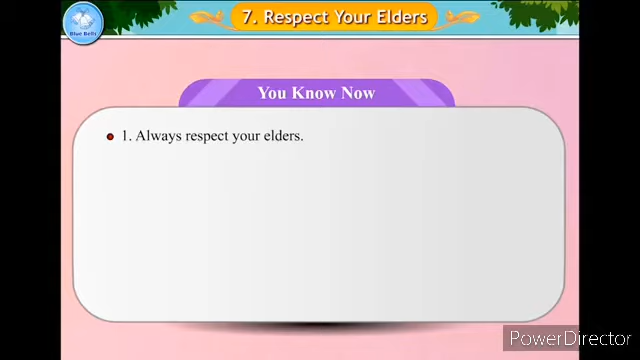 7. Respect Your Elders
Blue Bells
You Know Now
1. Always respect your elders.
PowerDirector